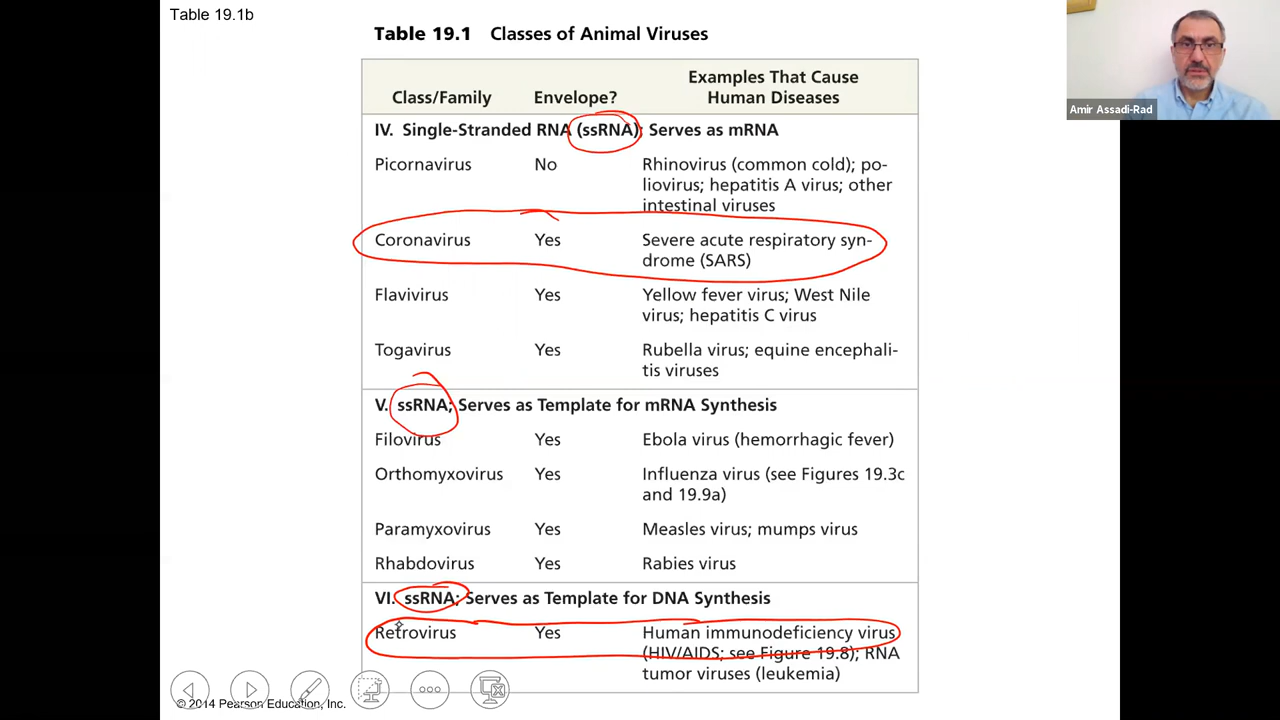 Table 19.1b
Table 19.1 Classes of Animal Viruses
Class/Family Envelope? Examples That Cause
Human Diseases
IV. Single-Stranded RNA (ssRNA); Serves as mRNA
Picornavirus No Rhinovirus (common cold); po-
liovirus; hepatitis A virus; other
intestinal viruses
Coronavirus Yes Severe acute respiratory syn-
drome (SARS)
Flavivirus Yes Yellow fever virus; West Nile
virus; hepatitis C virus
Togavirus Yes Rubella virus; equine encephali-
tis viruses
V. ssRNA; Serves as Template for mRNA Synthesis
Filovirus Yes Ebola virus (hemorrhagic fever)
Orthomyxovirus Yes Influenza virus (see Figures 19.3c
and 19.9a)
Paramyxovirus Yes Measles virus; mumps virus
Rhabdovirus Yes Rabies virus
VI. ssRNA; Serves as Template for DNA Synthesis
Retrovirus Yes Human immunodeficiency virus
(HIV/AIDS; see Figure 19.8); RNA
tumor viruses (leukemia)
© 2014 Pearson Education, Inc.
Amir Assadi-Rad